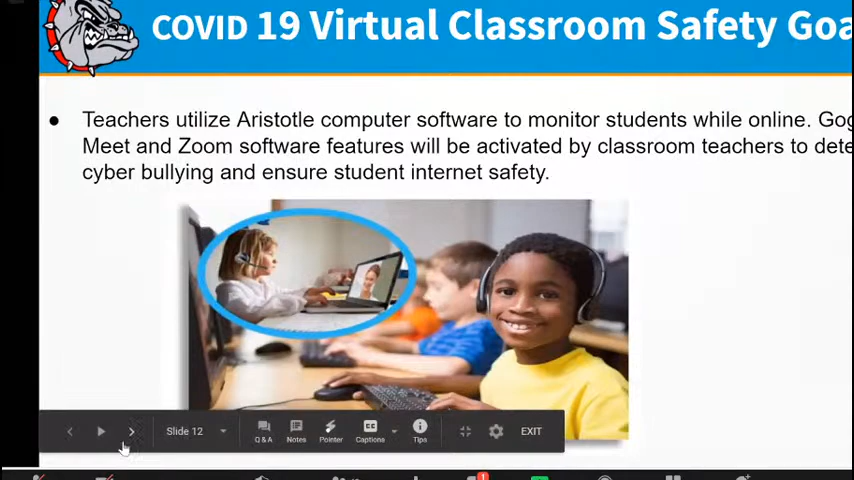 COVID 19 Virtual Classroom Safety Goa
Teachers utilize Aristotle computer software to monitor students while online. Gog
Meet and Zoom software features will be activated by classroom teachers to dete
cyber bullying and ensure student internet safety.
Slide 12
Q & A
Notes
Pointer
CC
Captions
Tips
EXIT
1